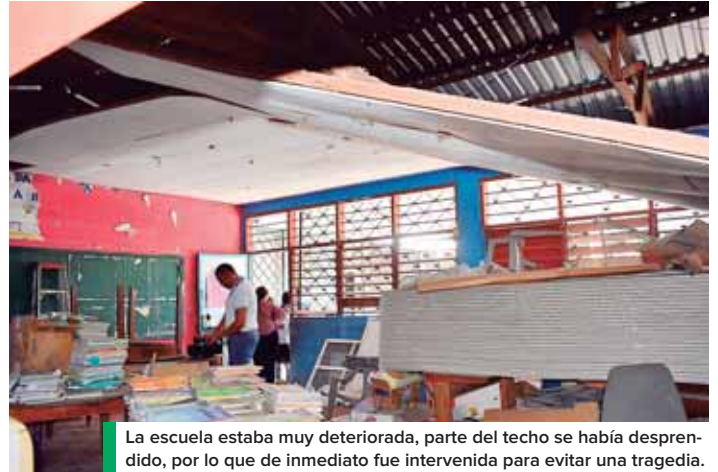 La escuela estaba muy deteriorada, parte del techo se había despren-
dido, por lo que de inmediato fue intervenida para evitar una tragedia.